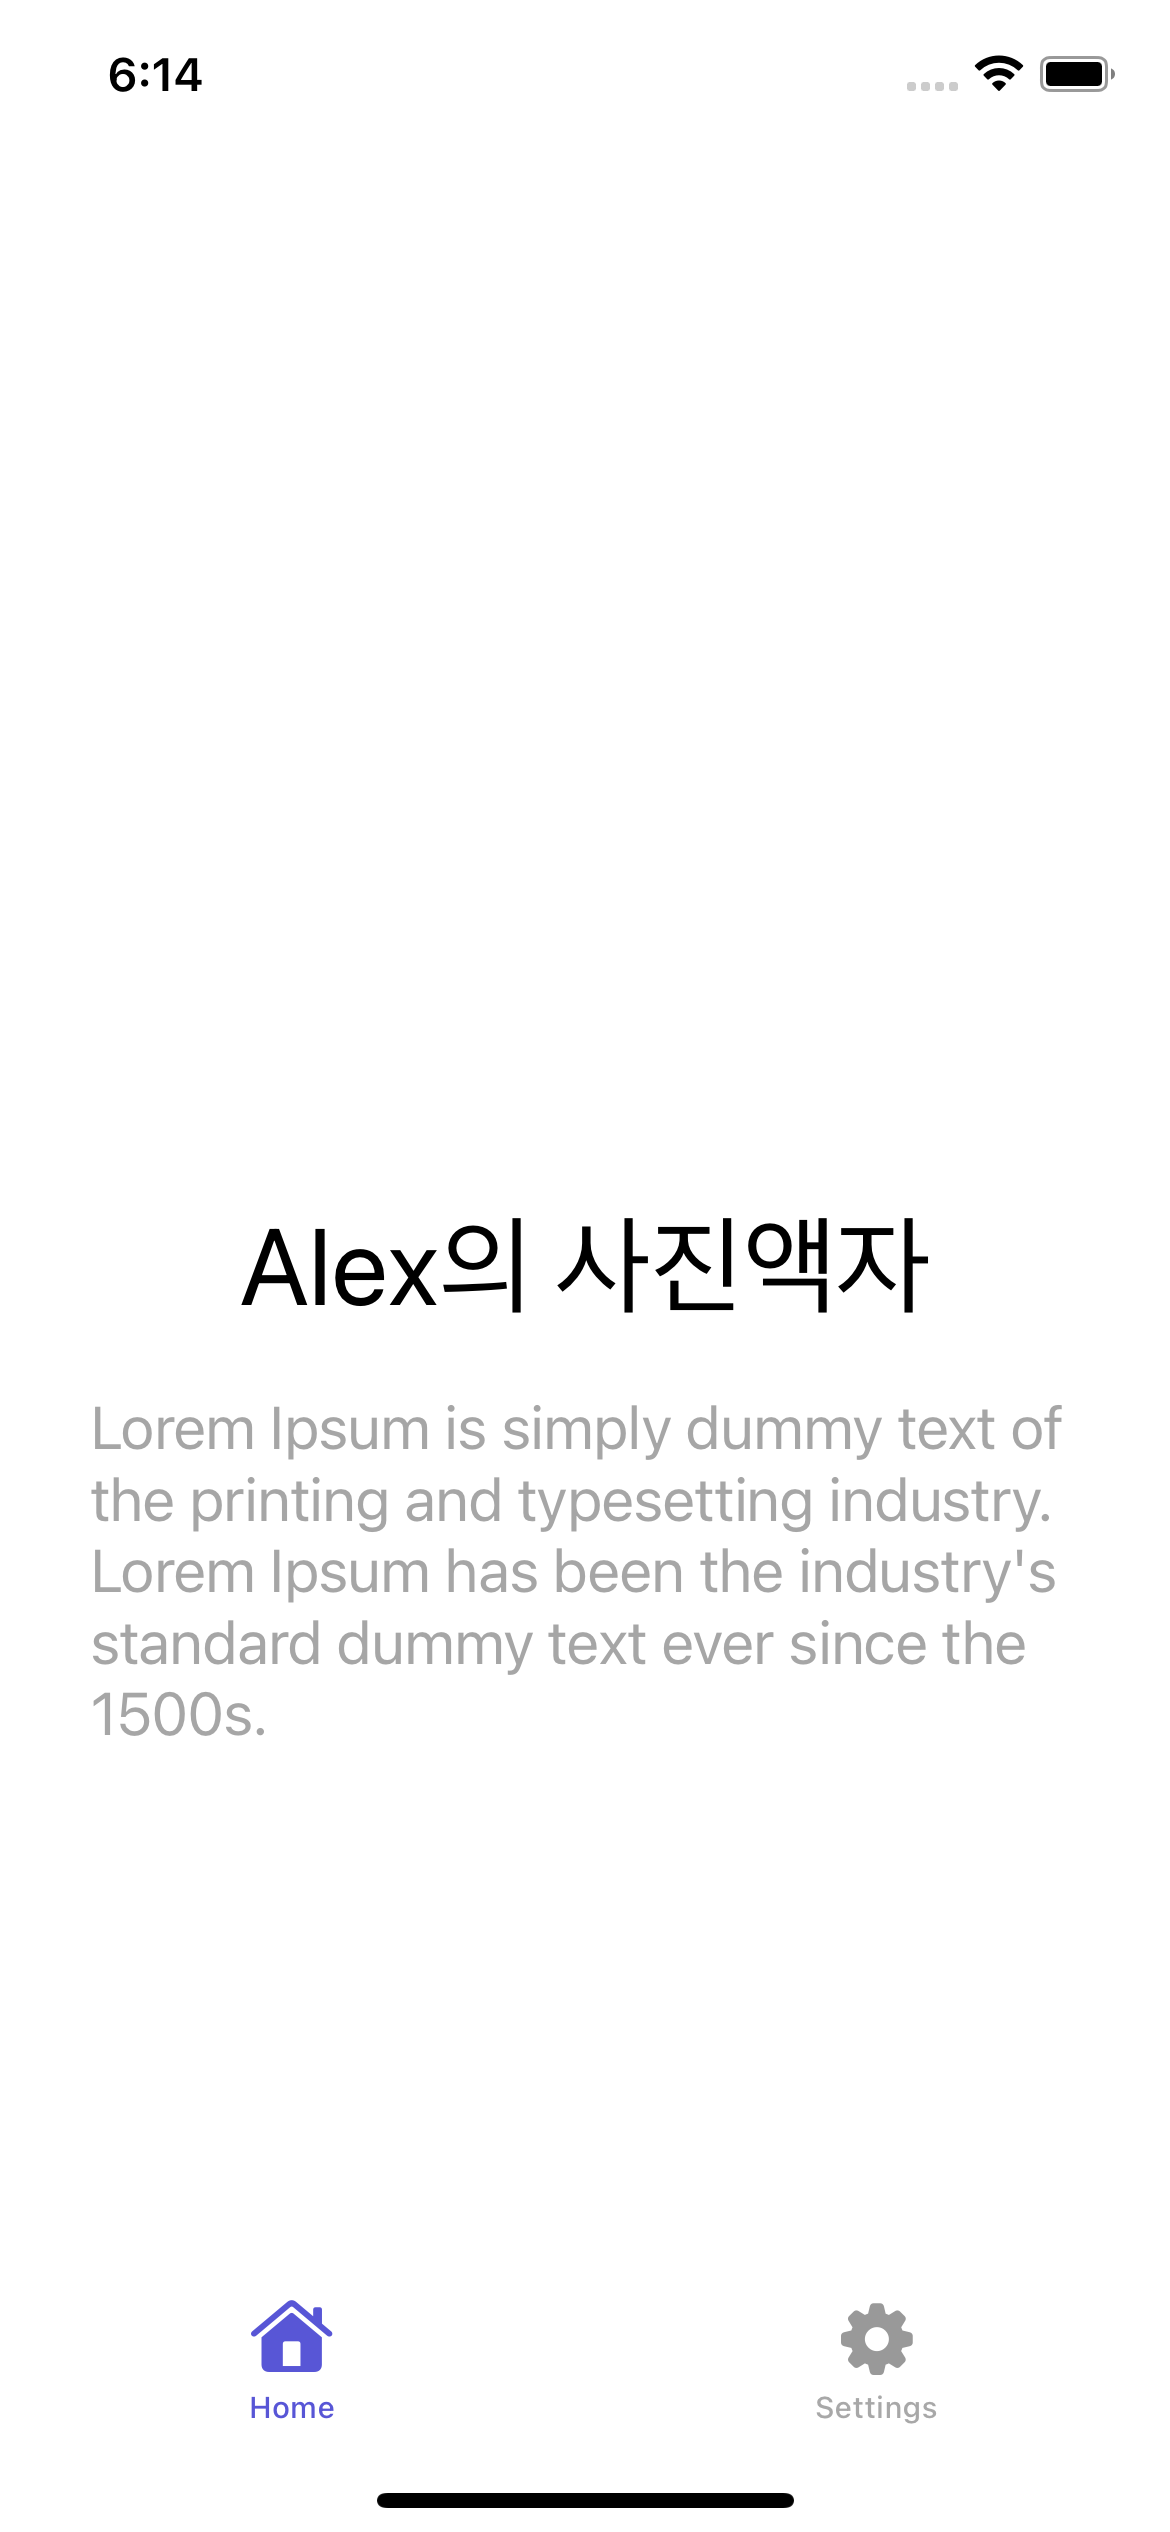 6:14
Alex의 사진액자
Lorem Ipsum is simply dummy text of
the printing and typesetting industry.
Lorem Ipsum has been the industry's
standard dummy text ever since the
1500s.
Home
Settings